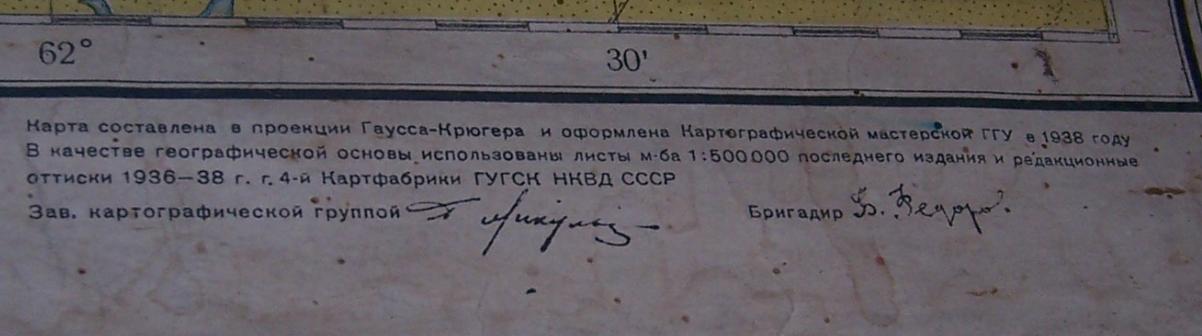 62° 30'
Карта составлена в проекции Гаусса-Крюгера и оформлена Картографической мастерской ГГУ в 1938 году
В качестве географической основы использованы листы м-ба 1:500000 последнего издания и редакционные
оттиски 1936—38 г. г. 4-й Картфабрики ГУГСК НКВД СССР
Зав. картографической группой Бригадир Б.